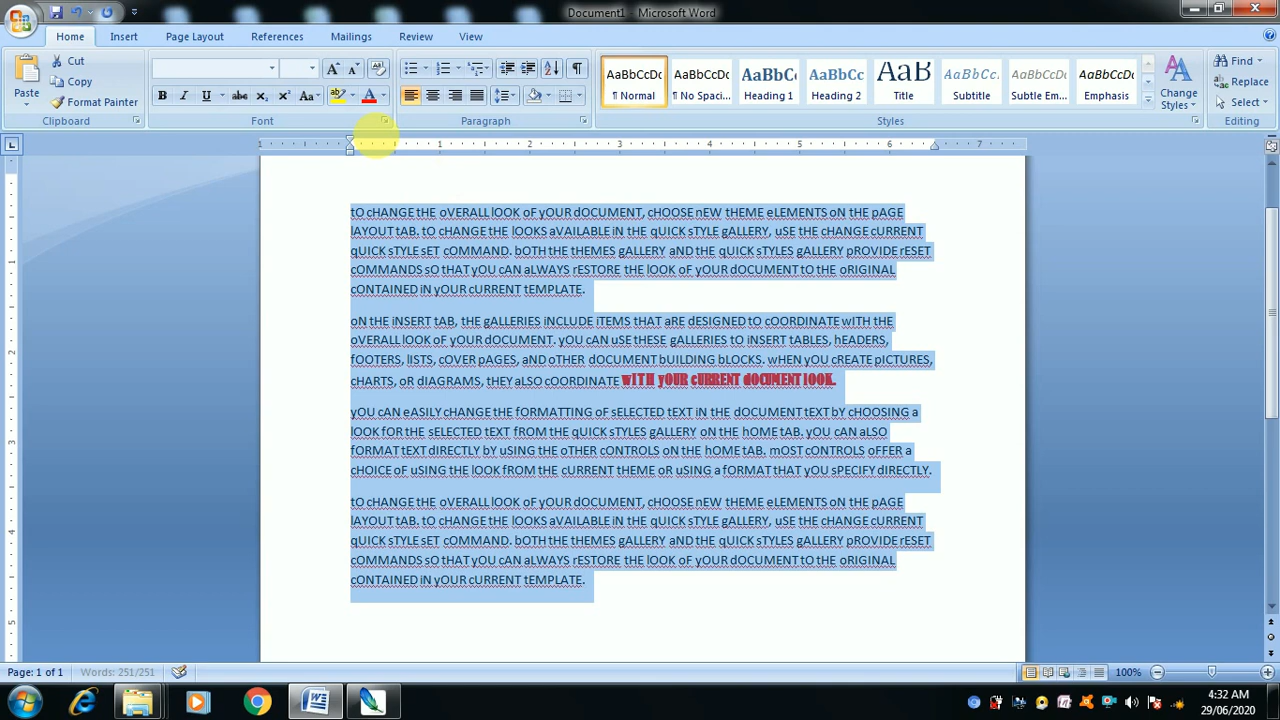 Document1 - Microsoft Word
Home Insert Page Layout References Mailings Review View
Paste
Cut
Copy
Format Painter
Clipboard
Font
Paragraph
AaBbCcDc AaBbCcDc AaBbC AaBbCc AaB AaBbCc. AaBbCcDc AaBbCcDc
¶ Normal ¶ No Spaci... Heading 1 Heading 2 Title Subtitle Subtle Em... Emphasis
Change
Styles
Styles
Find
Replace
Select
Editing
1 1 2 3 4 5 6 7
tO cHANGE tHE oVERALL lOOK oF yOUR dOCUMENT, cHOOSE nEW tHEME eLEMENTS oN tHE pAGE
lAYOUT tAB. tO cHANGE tHE lOOKS aVAILABLE iN tHE qUICK sTYLE gALLERY, uSE tHE cHANGE cURRENT
qUICK sTYLE sET cOMMAND. bOTH tHE tHEMES gALLERY aND tHE qUICK sTYLES gALLERY pROVIDE rESET
cOMMANDS sO tHAT yOU cAN aLWAYS rESTORE tHE lOOK oF yOUR dOCUMENT tO tHE oRIGINAL
cONTAINED iN yOUR cURRENT tEMPLATE.
oN tHE iNSERT tAB, tHE gALLERIES iNCLUDE iTEMS tHAT aRE dESIGNED tO cOORDINATE wITH tHE
oVERALL lOOK oF yOUR dOCUMENT. yOU cAN uSE tHESE gALLERIES tO iNSERT tABLES, hEADERS,
fOOTERS, lISTS, cOVER pAGES, aND oTHER dOCUMENT bUILDING bLOCKS. wHEN yOU cREATE pICTURES,
cHARTS, oR dIAGRAMS, tHEY aLSO cOORDINATE wITH yOUR cURRENT dOCUMENT lOOK.
yOU cAN eASILY cHANGE tHE fORMATTING oF sELECTED tEXT iN tHE dOCUMENT tEXT bY cHOOSING a
lOOK fOR tHE sELECTED tEXT fROM tHE qUICK sTYLES gALLERY oN tHE hOME tAB. yOU cAN aLSO
fORMAT tEXT dIRECTLY bY uSING tHE oTHER cONTROLS oN tHE hOME tAB. mOST cONTROLS oFFER a
cHOICE oF uSING tHE lOOK fROM tHE cURRENT tHEME oR uSING a fORMAT tHAT yOU sPECIFY dIRECTLY.
tO cHANGE tHE oVERALL lOOK oF yOUR dOCUMENT, cHOOSE nEW tHEME eLEMENTS oN tHE pAGE
lAYOUT tAB. tO cHANGE tHE lOOKS aVAILABLE iN tHE qUICK sTYLE gALLERY, uSE tHE cHANGE cURRENT
qUICK sTYLE sET cOMMAND. bOTH tHE tHEMES gALLERY aND tHE qUICK sTYLES gALLERY pROVIDE rESET
cOMMANDS sO tHAT yOU cAN aLWAYS rESTORE tHE lOOK oF yOUR dOCUMENT tO tHE oRIGINAL
cONTAINED iN yOUR cURRENT tEMPLATE.
Page: 1 of 1 Words: 251/251 100%
4:32 AM
29/06/2020